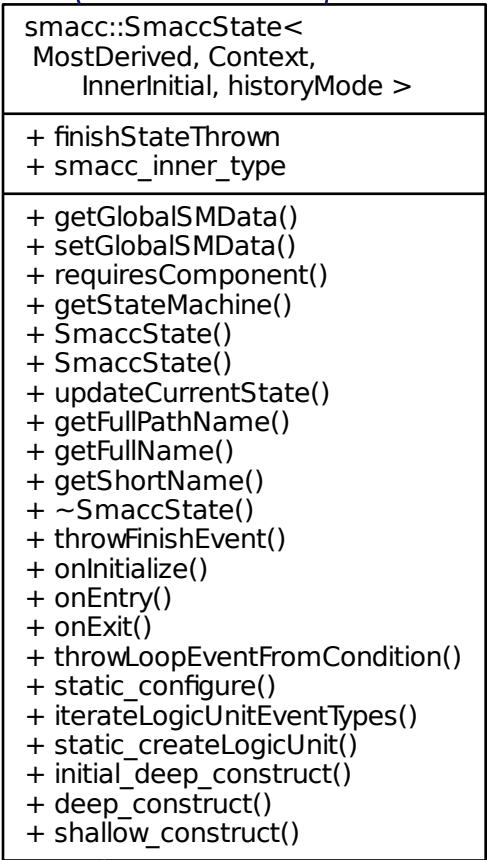 smacc::SmaccState<
MostDerived, Context,
InnerInitial, historyMode >
+ finishStateThrown
+ smacc_inner_type
+ getGlobalSMData()
+ setGlobalSMData()
+ requiresComponent()
+ getStateMachine()
+ SmaccState()
+ SmaccState()
+ updateCurrentState()
+ getFullPathName()
+ getFullName()
+ getShortName()
+ ~SmaccState()
+ throwFinishEvent()
+ onInitialize()
+ onEntry()
+ onExit()
+ throwLoopEventFromCondition()
+ static_configure()
+ iterateLogicUnitEventTypes()
+ static_createLogicUnit()
+ initial_deep_construct()
+ deep_construct()
+ shallow_construct()